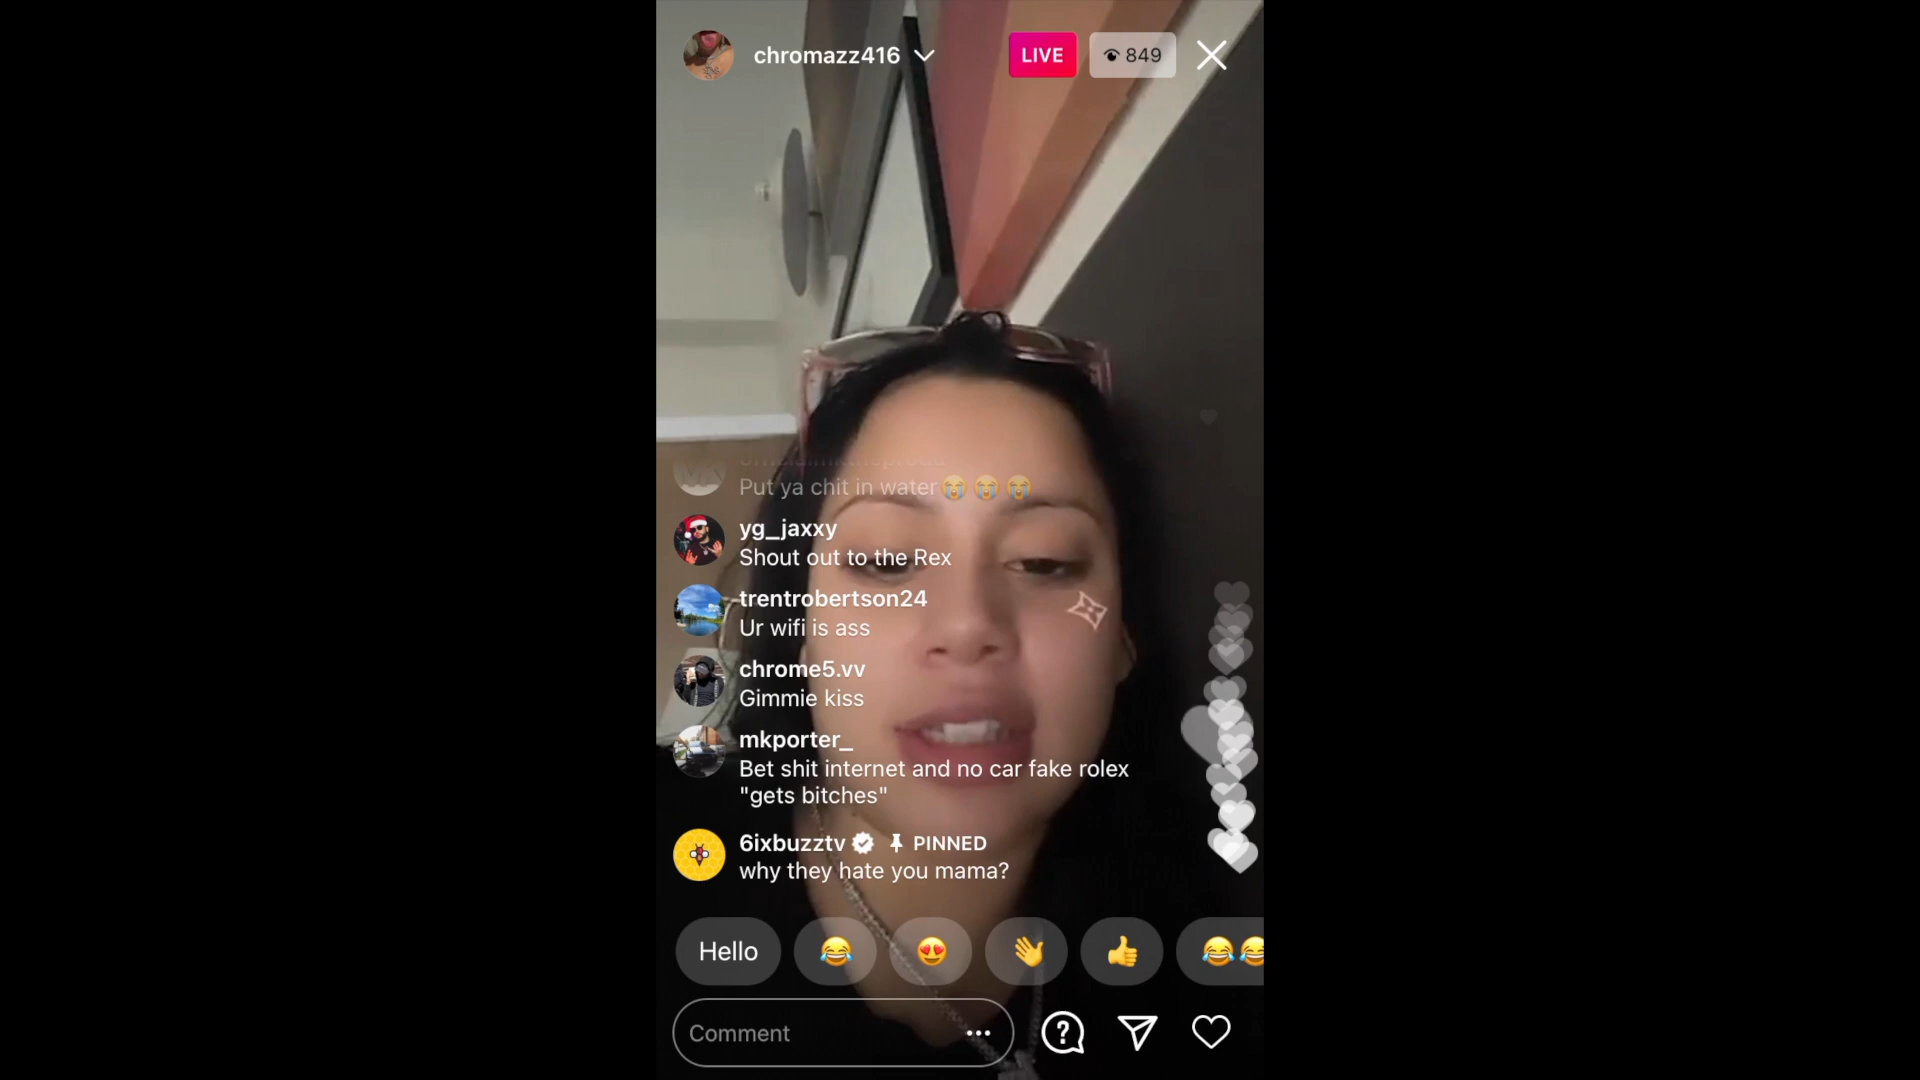 chromazz416
LIVE
849
Put ya chit in water😭😭😭
yg_jaxxy
Shout out to the Rex
trentrobertson24
Ur wifi is ass
chrome5.vv
Gimmie kiss
mkporter_
Bet shit internet and no car fake rolex
"gets bitches"
6ixbuzztv PINNED
why they hate you mama?
Hello 😂 😍 👋 👍 😂😂
Comment